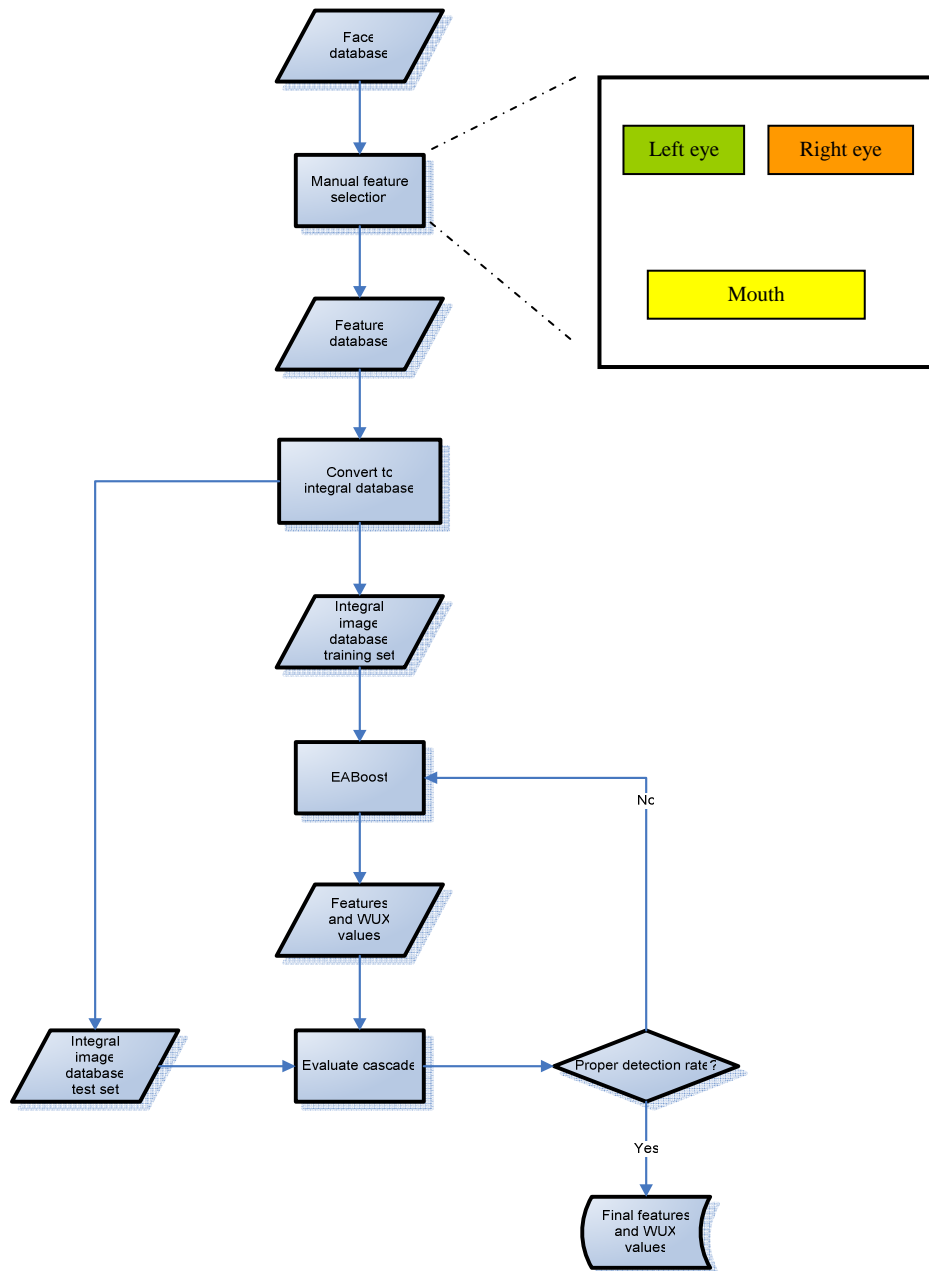 Face
database
Manual feature
selection
Left eye
Right eye
Mouth
Feature
database
Convert to
integral database
Integral
image
database
training set
EABoost
No
Features
and WUX
values
Integral
image
database
test set
Evaluate cascade
Proper detection rate?
Yes
Final features
and WUX
values